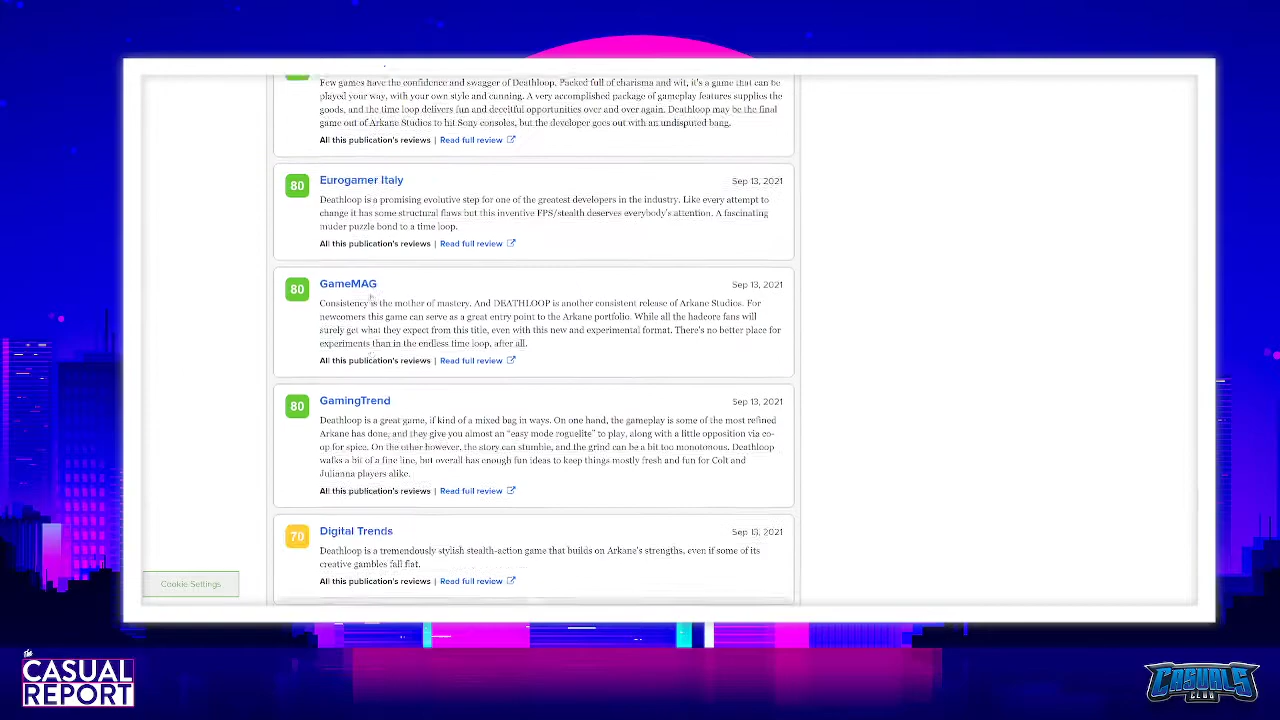 Few games have the confidence and swagger of Deathloop. Packed full of charisma and wit, it's a game that can be
played your way, with your own style and canning. A very accomplished package of gameplay features supplies the
goods, and the time loop delivers fun and deceitful opportunities over and over again. Deathloop may be the final
game out of Arkane Studios to hit Sony consoles, but the developer goes out with an undisputed bang.
All this publication's reviews | Read full review
80
Eurogamer Italy
Sep 13, 2021
Deathloop is a promising evolutive step for one of the greatest developers in the industry. Like every attempt to
change it has some structural flaws but this inventive FPS/stealth deserves everybody's attention. A fascinating
muder puzzle bond to a time loop.
All this publication's reviews | Read full review
80
GameMAG
Sep 13, 2021
Consistency is the mother of mastery. And DEATHLOOP is another consistent release of Arkane Studios. For
newcomers this game can serve as a great entry point to the Arkane portfolio. While all the hadcore fans will
surely get what they expect from this title, even with this new and experimental format. There's no better place for
experiments than in the endless time loop, after all.
All this publication's reviews | Read full review
80
GamingTrend
Sep 13, 2021
Deathloop is a great game, if kind of a mixed bag in ways. On one hand, the gameplay is some of the most refined
Arkane has done, and they give you almost an "easy mode roguelite" to play, along with a little opposition via co-
op for spice. On the other however, the story can stumble, and the grind can be a bit too monotonous. Deathloop
walks a bit of a fine line, but overall has enough fun ideas to keep things mostly fresh and fun for Colt and
Julianna players alike.
All this publication's reviews | Read full review
70
Digital Trends
Sep 13, 2021
Deathloop is a tremendously stylish stealth-action game that builds on Arkane's strengths, even if some of its
creative gambles fall flat.
All this publication's reviews | Read full review
Cookie Settings
the
CASUAL
REPORT
CASUALS
CLUB